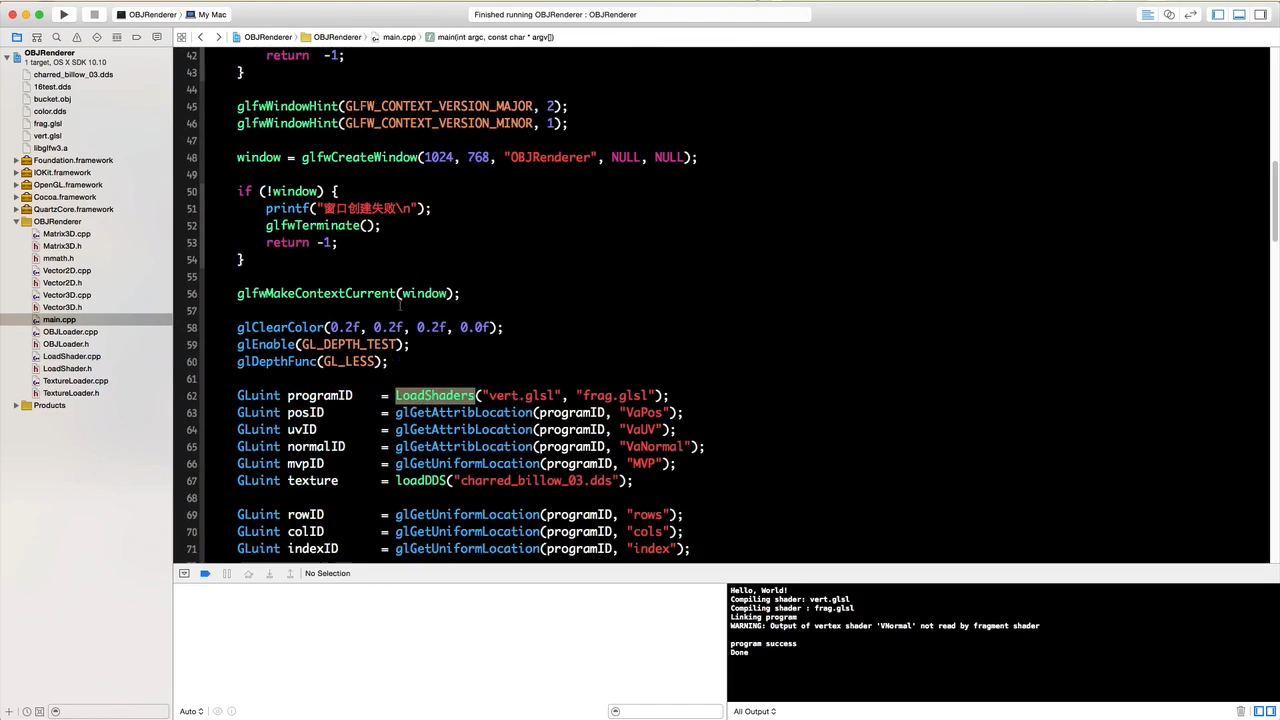 OBJRenderer My Mac
Finished running OBJRenderer : OBJRenderer
OBJRenderer OBJRenderer main.cpp main(int argc, const char * argv[])
OBJRenderer
1 target, OS X SDK 10.10
charred_billow_03.dds
16test.dds
bucket.obj
color.dds
frag.glsl
vert.glsl
libglfw3.a
Foundation.framework
IOKit.framework
OpenGL.framework
Cocoa.framework
QuartzCore.framework
OBJRenderer
Matrix3D.cpp
Matrix3D.h
mmath.h
Vector2D.cpp
Vector2D.h
Vector3D.cpp
Vector3D.h
main.cpp
OBJLoader.cpp
OBJLoader.h
LoadShader.cpp
LoadShader.h
TextureLoader.cpp
TextureLoader.h
Products
42 return -1;
43 }
44
45 glfwWindowHint(GLFW_CONTEXT_VERSION_MAJOR, 2);
46 glfwWindowHint(GLFW_CONTEXT_VERSION_MINOR, 1);
47
48 window = glfwCreateWindow(1024, 768, "OBJRenderer", NULL, NULL);
49
50 if (!window) {
51 printf("窗口创建失败\n");
52 glfwTerminate();
53 return -1;
54 }
55
56 glfwMakeContextCurrent(window);
57
58 glClearColor(0.2f, 0.2f, 0.2f, 0.0f);
59 glEnable(GL_DEPTH_TEST);
60 glDepthFunc(GL_LESS);
61
62 GLuint programID = LoadShaders("vert.glsl", "frag.glsl");
63 GLuint posID = glGetAttribLocation(programID, "VaPos");
64 GLuint uvID = glGetAttribLocation(programID, "VaUV");
65 GLuint normalID = glGetAttribLocation(programID, "VaNormal");
66 GLuint mvpID = glGetUniformLocation(programID, "MVP");
67 GLuint texture = loadDDS("charred_billow_03.dds");
68
69 GLuint rowID = glGetUniformLocation(programID, "rows");
70 GLuint colID = glGetUniformLocation(programID, "cols");
71 GLuint indexID = glGetUniformLocation(programID, "index");
No Selection
Hello, World!
Compiling shader: vert.glsl
Compiling shader : frag.glsl
Linking program
WARNING: Output of vertex shader 'VNormal' not read by fragment shader
program success
Done
Auto
All Output